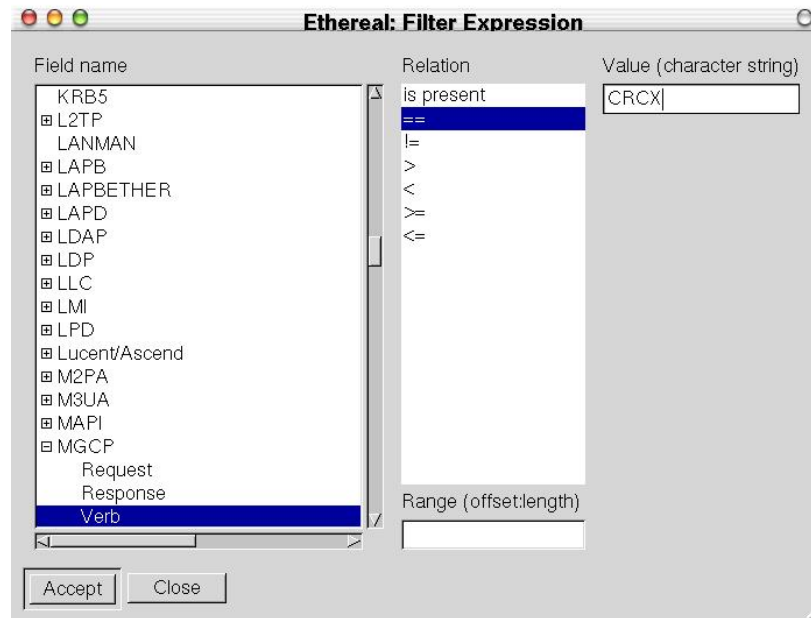 Ethereal: Filter Expression
Field name
KRB5
L2TP
LANMAN
LAPB
LAPBETHER
LAPD
LDAP
LDP
LLC
LMI
LPD
Lucent/Ascend
M2PA
M3UA
MAPI
MGCP
Request
Response
Verb
Relation
is present
==
!=
>
<
>=
<=
Value (character string)
CRCX
Range (offset:length)
Accept
Close